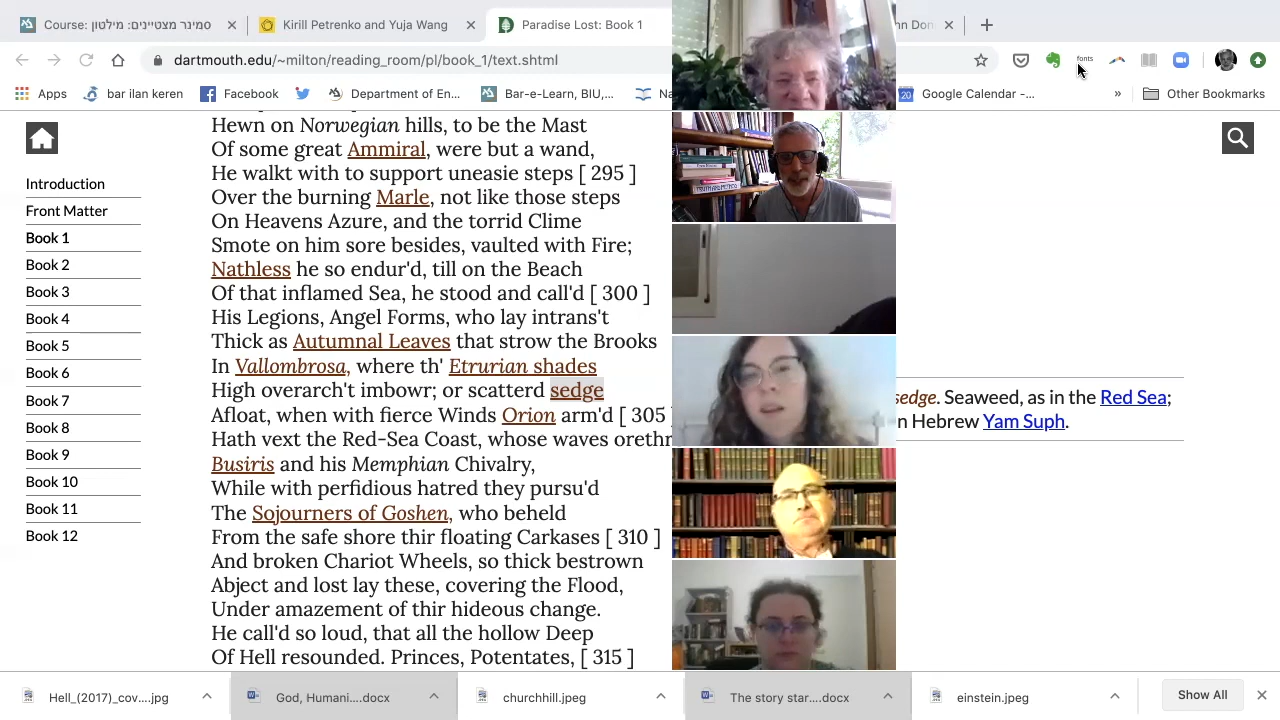 Course: סמינר מצטיינים: מילטון
Kirill Petrenko and Yuja Wang
Paradise Lost: Book 1
nn Don
dartmouth.edu/~milton/reading_room/pl/book_1/text.shtml
fonts
Apps
bar ilan keren
Facebook
Department of En...
Bar-e-Learn, BIU,...
Na
20
Google Calendar -...
»
Other Bookmarks
Introduction
Front Matter
Book 1
Book 2
Book 3
Book 4
Book 5
Book 6
Book 7
Book 8
Book 9
Book 10
Book 11
Book 12
Hewn on Norwegian hills, to be the Mast
Of some great Ammiral, were but a wand,
He walkt with to support uneasie steps [ 295 ]
Over the burning Marle, not like those steps
On Heavens Azure, and the torrid Clime
Smote on him sore besides, vaulted with Fire;
Nathless he so endur'd, till on the Beach
Of that inflamed Sea, he stood and call'd [ 300 ]
His Legions, Angel Forms, who lay intrans't
Thick as Autumnal Leaves that strow the Brooks
In Vallombrosa, where th' Etrurian shades
High overarch't imbowr; or scatterd sedge
Afloat, when with fierce Winds Orion arm'd [ 305 ]
Hath vext the Red-Sea Coast, whose waves orethr
Busiris and his Memphian Chivalry,
While with perfidious hatred they pursu'd
The Sojourners of Goshen, who beheld
From the safe shore thir floating Carkases [ 310 ]
And broken Chariot Wheels, so thick bestrown
Abject and lost lay these, covering the Flood,
Under amazement of thir hideous change.
He call'd so loud, that all the hollow Deep
Of Hell resounded. Princes, Potentates, [ 315 ]
sedge. Seaweed, as in the Red Sea;
n Hebrew Yam Suph.
Hell_(2017)_cov....jpg
God, Humani....docx
churchhill.jpeg
The story star....docx
einstein.jpeg
Show All